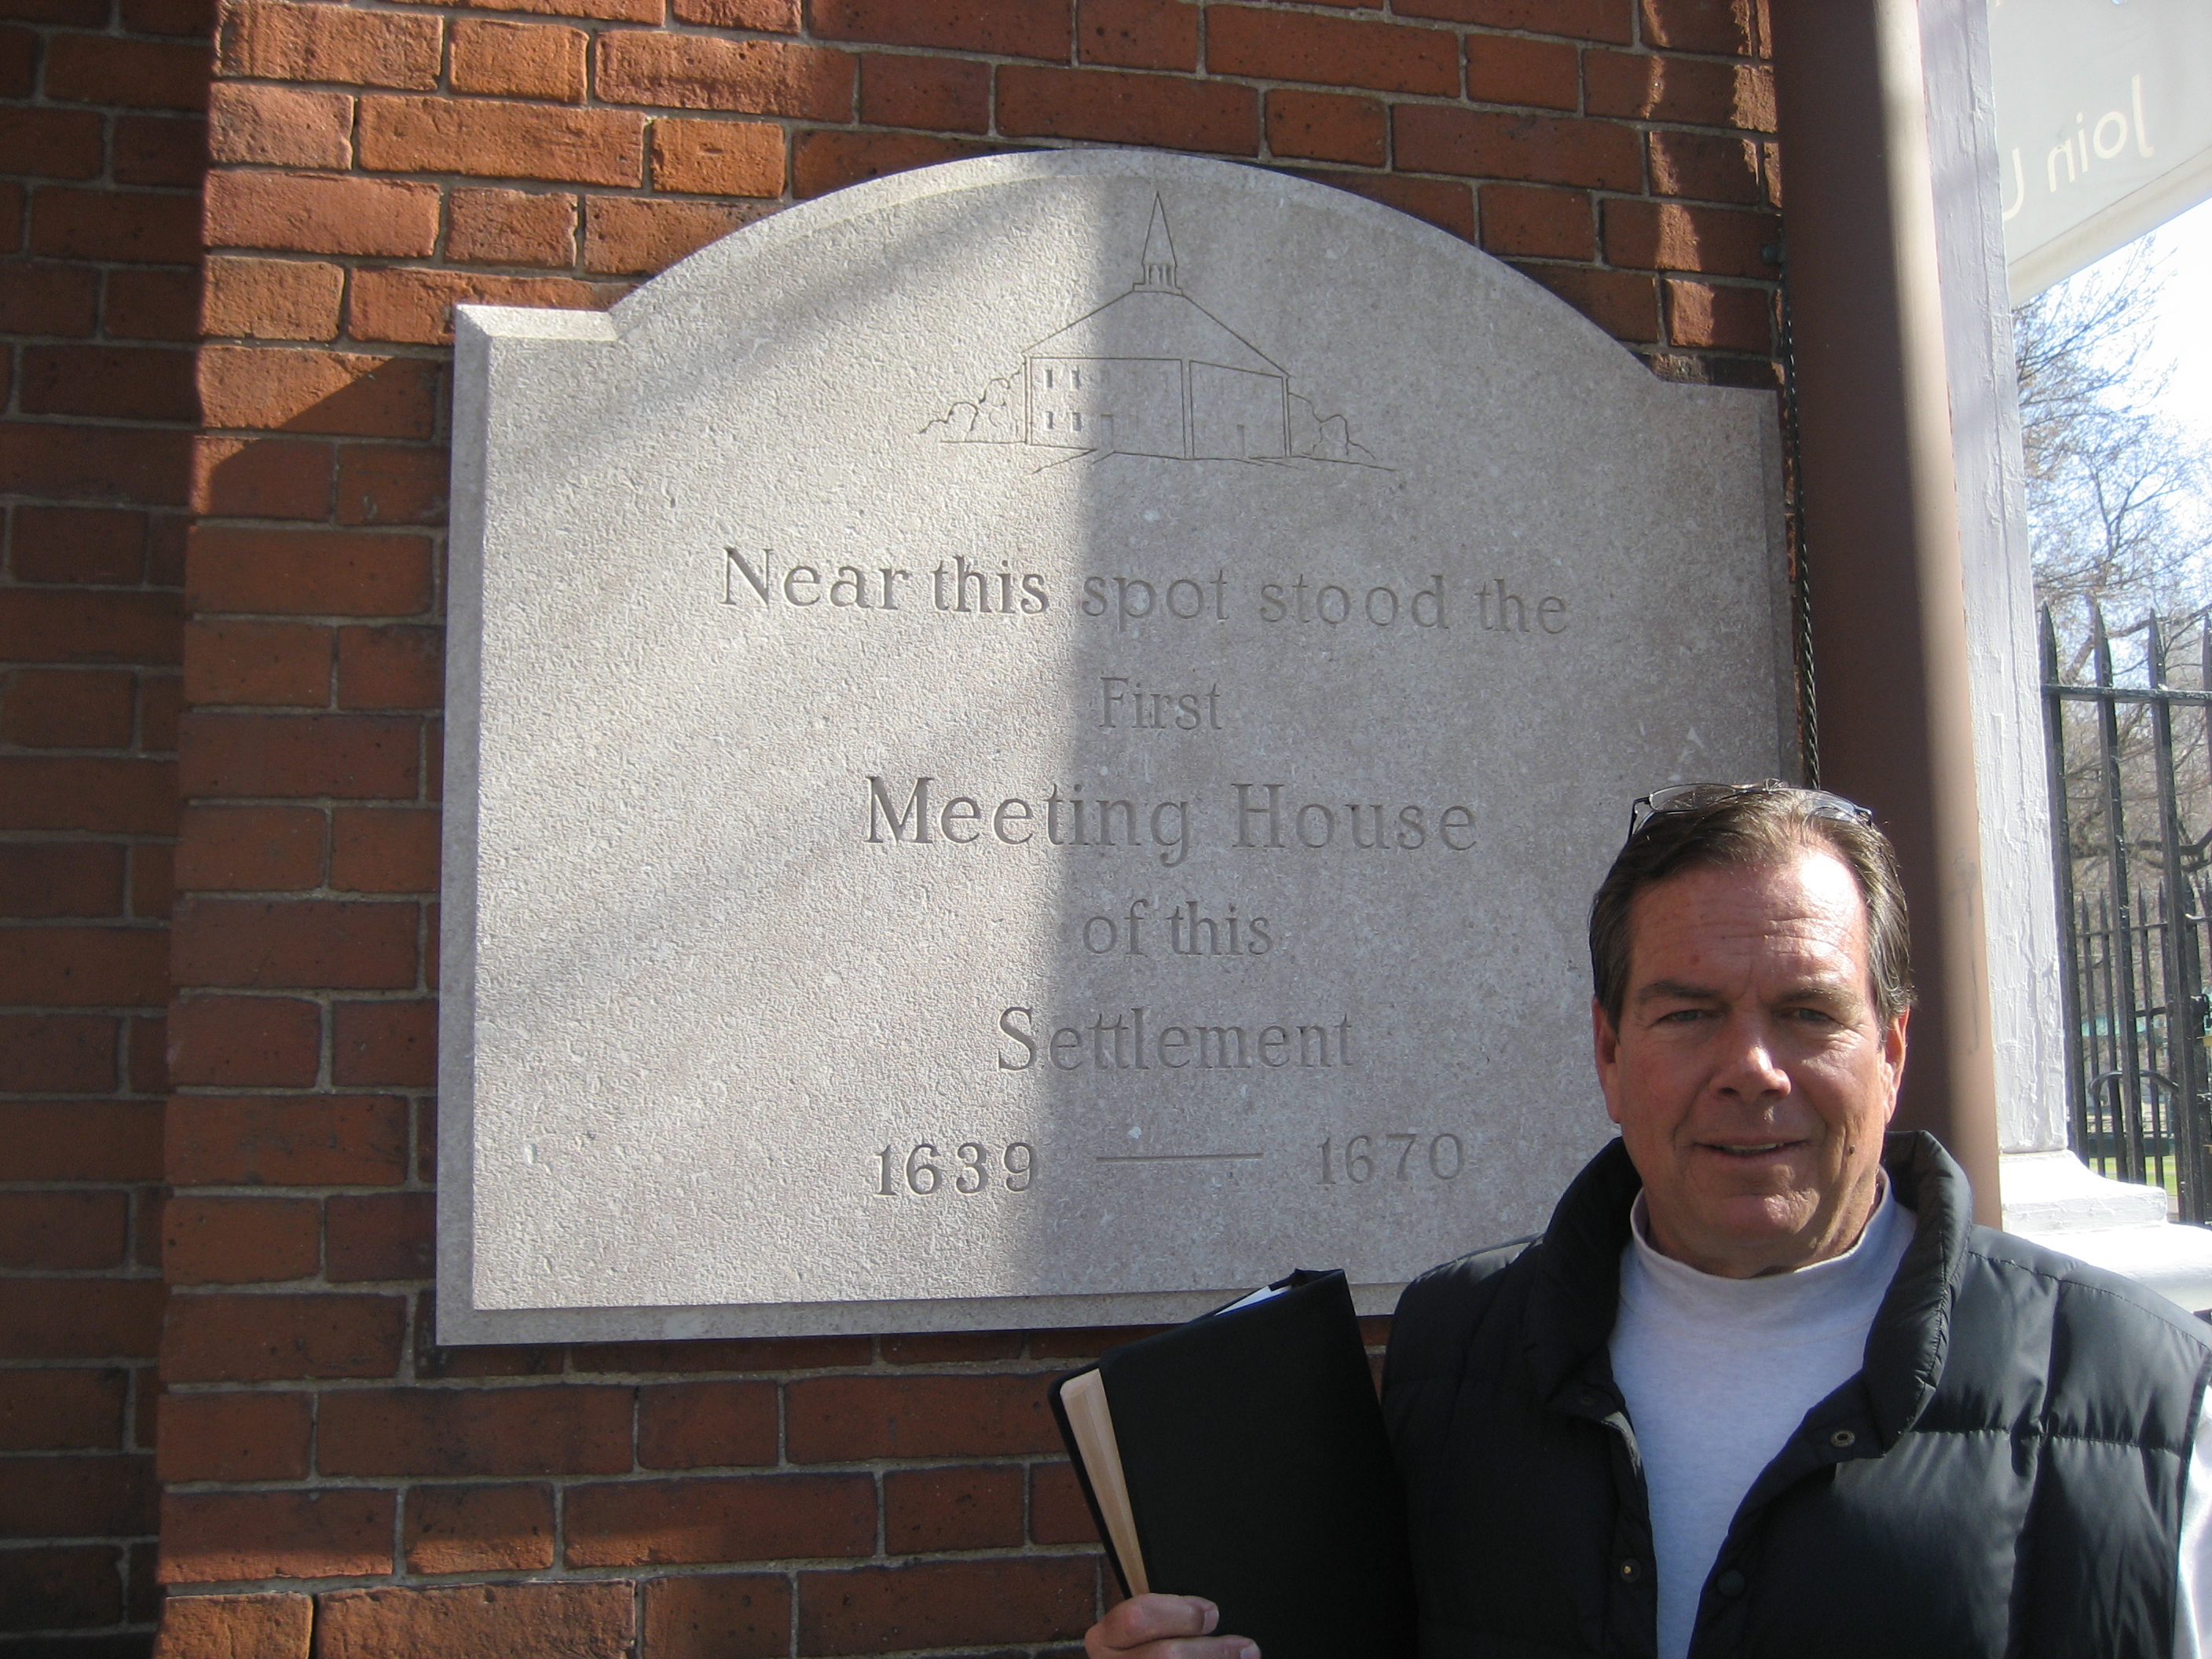 Near this spot stood the
First
Meeting House
of this
Settlement
1639 — 1670
Join U